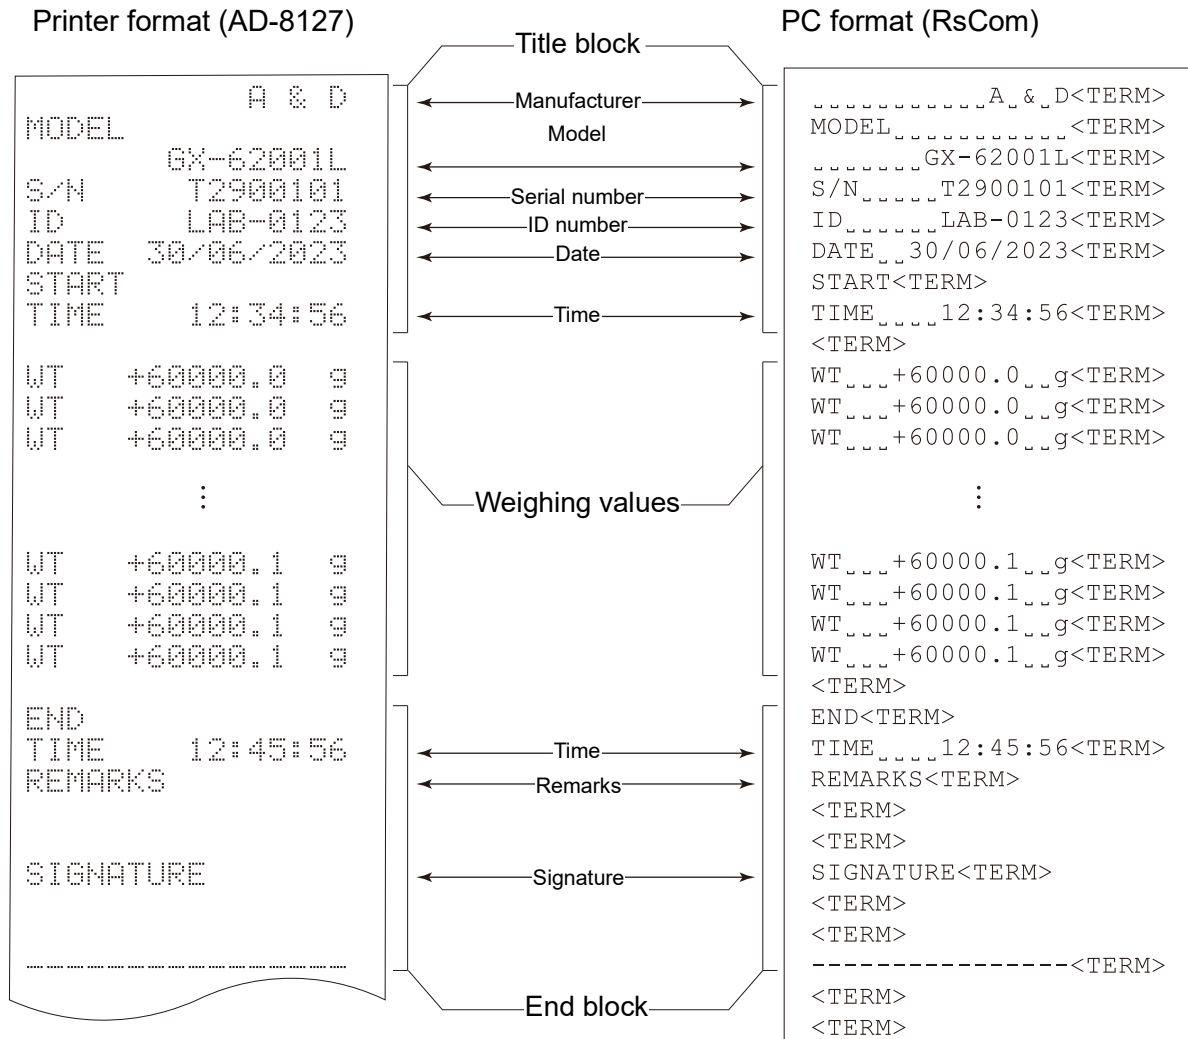 Printer format (AD-8127)
A & D
MODEL
GX-62001L
S/N T2900101
ID LAB-0123
DATE 30/06/2023
START
TIME 12:34:56
WT +60000.0 g
WT +60000.0 g
WT +60000.0 g
⋮
WT +60000.1 g
WT +60000.1 g
WT +60000.1 g
WT +60000.1 g
END
TIME 12:45:56
REMARKS
SIGNATURE
----------------
Title block
Manufacturer
Model
Serial number
ID number
Date
Time
Weighing values
Time
Remarks
Signature
End block
PC format (RsCom)
␣␣␣␣␣␣␣␣␣␣␣A␣&␣D<TERM>
MODEL␣␣␣␣␣␣␣␣␣␣␣<TERM>
␣␣␣␣␣␣␣GX-62001L<TERM>
S/N␣␣␣␣␣T2900101<TERM>
ID␣␣␣␣␣␣LAB-0123<TERM>
DATE␣␣30/06/2023<TERM>
START<TERM>
TIME␣␣␣␣12:34:56<TERM>
<TERM>
WT␣␣␣+60000.0␣␣g<TERM>
WT␣␣␣+60000.0␣␣g<TERM>
WT␣␣␣+60000.0␣␣g<TERM>
⋮
WT␣␣␣+60000.1␣␣g<TERM>
WT␣␣␣+60000.1␣␣g<TERM>
WT␣␣␣+60000.1␣␣g<TERM>
WT␣␣␣+60000.1␣␣g<TERM>
<TERM>
END<TERM>
TIME␣␣␣␣12:45:56<TERM>
REMARKS<TERM>
<TERM>
<TERM>
SIGNATURE<TERM>
<TERM>
<TERM>
----------------<TERM>
<TERM>
<TERM>